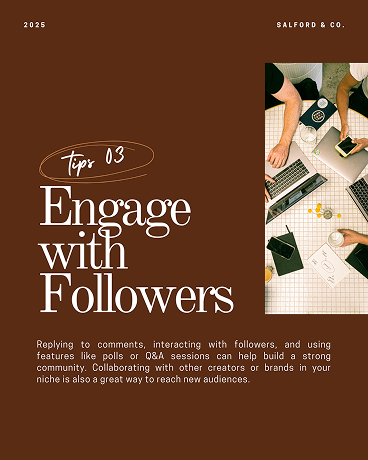 2025
SALFORD & CO.
Tips 03
Engage
with
Followers
Replying to comments, interacting with followers, and using
features like polls or Q&A sessions can help build a strong
community. Collaborating with other creators or brands in your
niche is also a great way to reach new audiences.